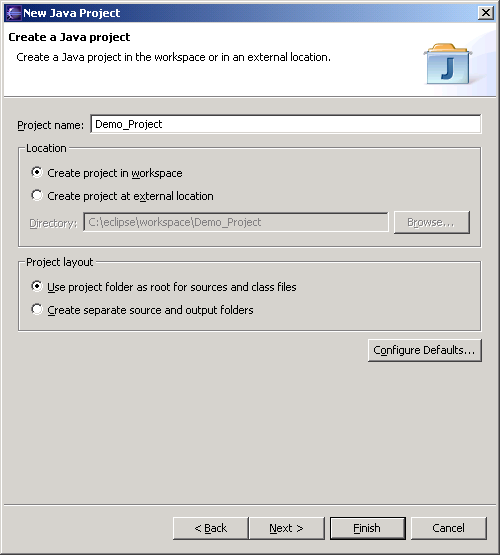 New Java Project
Create a Java project
Create a Java project in the workspace or in an external location.
J
Project name: Demo_Project
Location
Create project in workspace
Create project at external location
Directory: C:\eclipse\workspace\Demo_Project Browse...
Project layout
Use project folder as root for sources and class files
Create separate source and output folders
Configure Defaults...
< Back Next > Finish Cancel